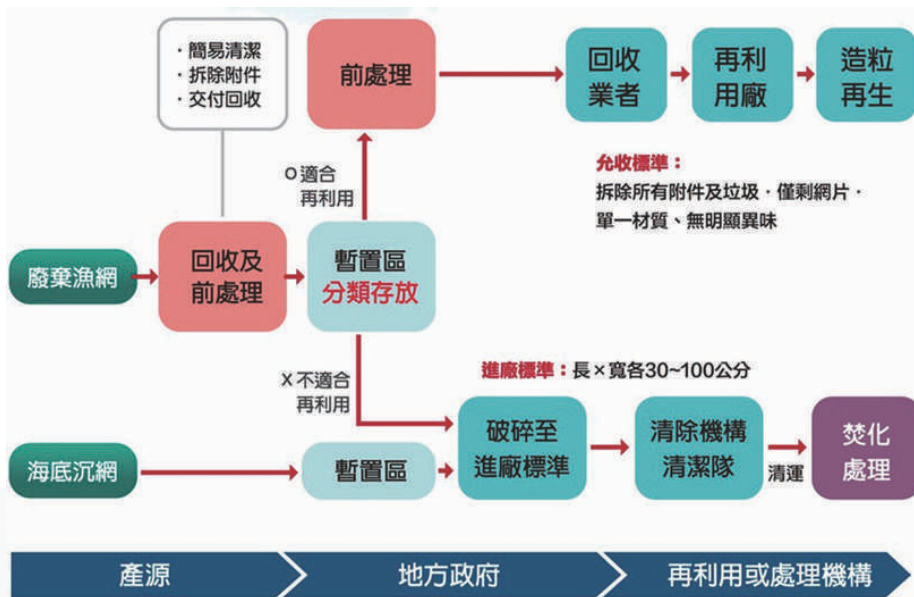 ·簡易清潔
·拆除附件
·交付回收
前處理
回收
業者
再利
用廠
造粒
再生
O適合
再利用
允收標準：
拆除所有附件及垃圾·僅剩網片·
單一材質、無明顯異味
廢棄漁網
回收及
前處理
暫置區
分類存放
X不適合
再利用
進廠標準：長×寬各30~100公分
海底沉網
暫置區
破碎至
進廠標準
清除機構
清潔隊
清運
焚化
處理
產源
地方政府
再利用或處理機構